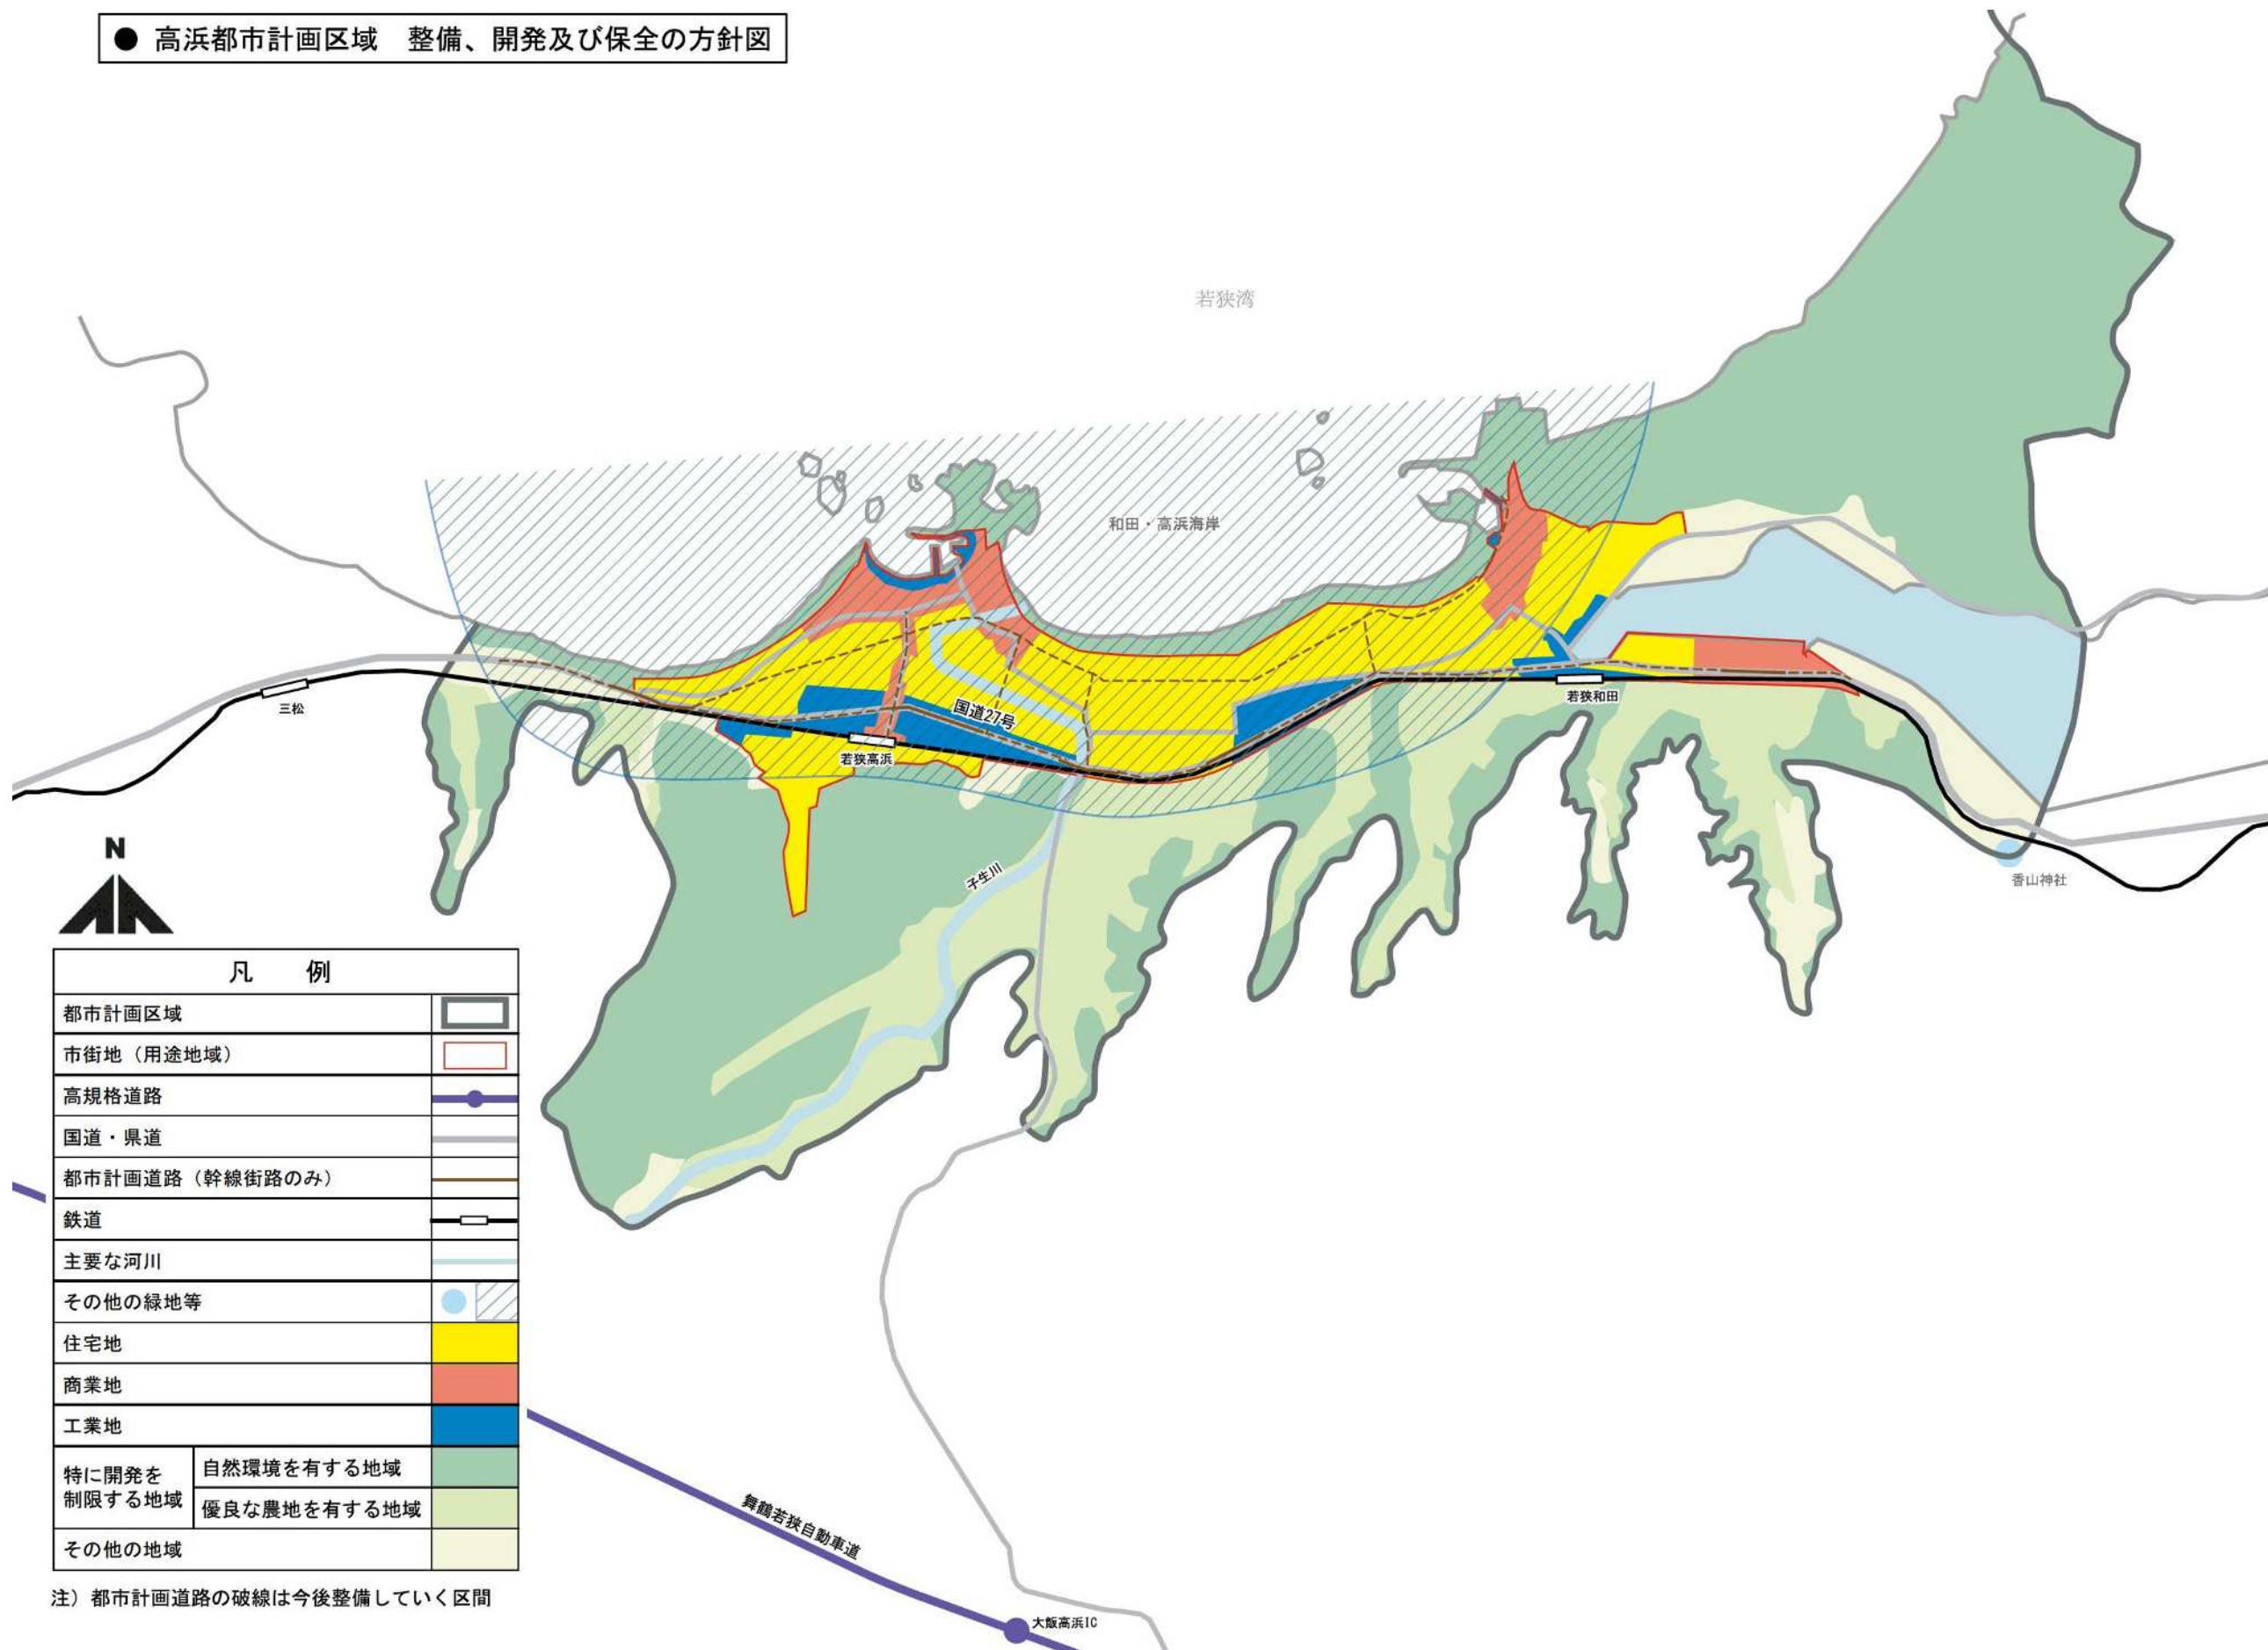 ● 高浜都市計画区域　整備、開発及び保全の方針図
若狭湾
和田・高浜海岸
国道27号
三松
若狭高浜
若狭和田
香山神社
子生川
N
凡　例
都市計画区域
市街地（用途地域）
高規格道路
国道・県道
都市計画道路（幹線街路のみ）
鉄道
主要な河川
その他の緑地等
住宅地
商業地
工業地
特に開発を
制限する地域
自然環境を有する地域
優良な農地を有する地域
その他の地域
注）都市計画道路の破線は今後整備していく区間
舞鶴若狭自動車道
大飯高浜IC